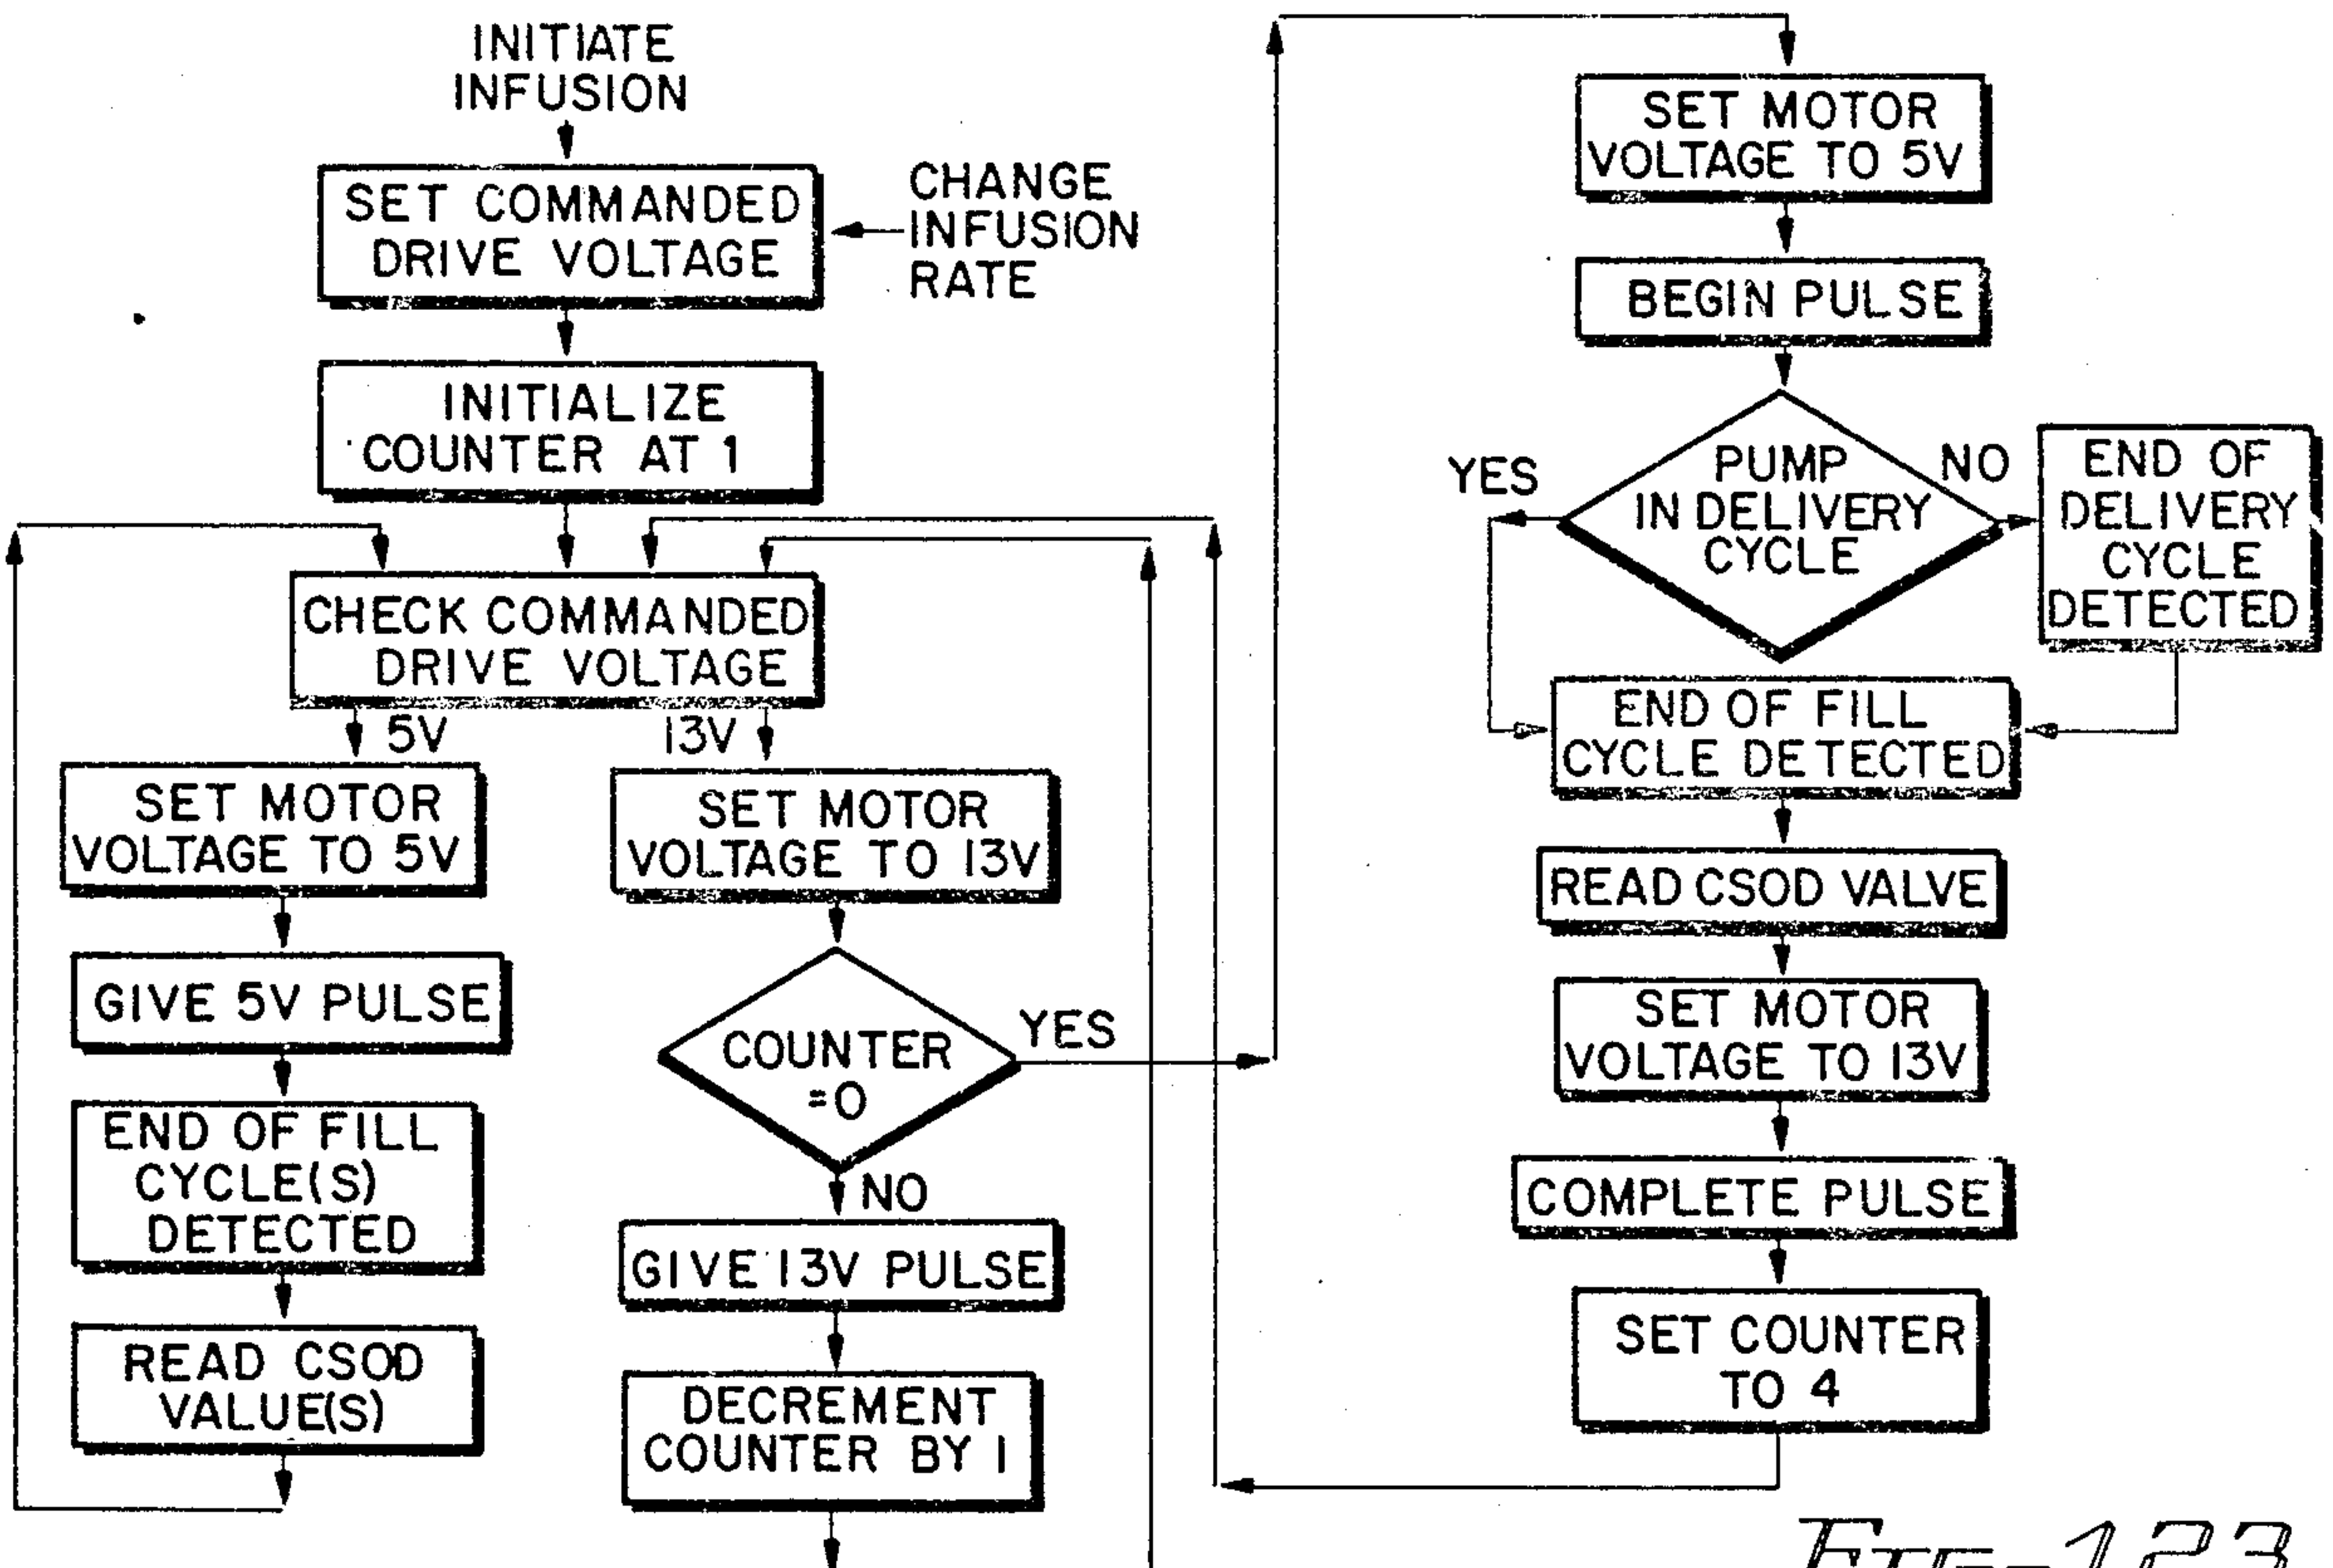 INITIATE
INFUSION
SET COMMANDED
DRIVE VOLTAGE
CHANGE
INFUSION
RATE
INITIALIZE
COUNTER AT 1
CHECK COMMANDED
DRIVE VOLTAGE
5V
13V
SET MOTOR
VOLTAGE TO 5V
GIVE 5V PULSE
END OF FILL
CYCLE(S)
DETECTED
READ CSOD
VALUE(S)
SET MOTOR
VOLTAGE TO 13V
COUNTER
=0
YES
NO
GIVE 13V PULSE
DECREMENT
COUNTER BY 1
SET MOTOR
VOLTAGE TO 5V
BEGIN PULSE
PUMP
IN DELIVERY
CYCLE
YES
NO
END OF
DELIVERY
CYCLE
DETECTED
END OF FILL
CYCLE DETECTED
READ CSOD VALVE
SET MOTOR
VOLTAGE TO 13V
COMPLETE PULSE
SET COUNTER
TO 4
FIG-123